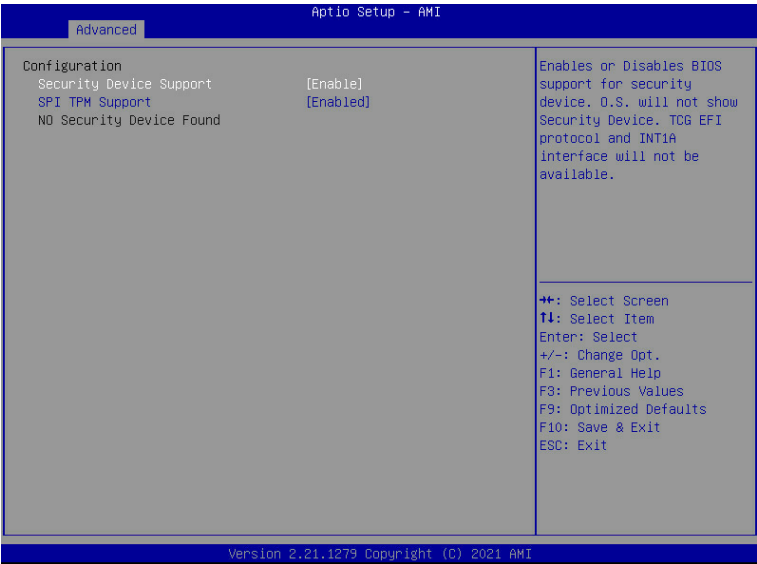 Aptio Setup – AMI
Advanced
Configuration
Security Device Support [Enable]
SPI TPM Support [Enabled]
NO Security Device Found
Enables or Disables BIOS
support for security
device. O.S. will not show
Security Device. TCG EFI
protocol and INT1A
interface will not be
available.
→←: Select Screen
↑↓: Select Item
Enter: Select
+/-: Change Opt.
F1: General Help
F3: Previous Values
F9: Optimized Defaults
F10: Save & Exit
ESC: Exit
Version 2.21.1279 Copyright (C) 2021 AMI